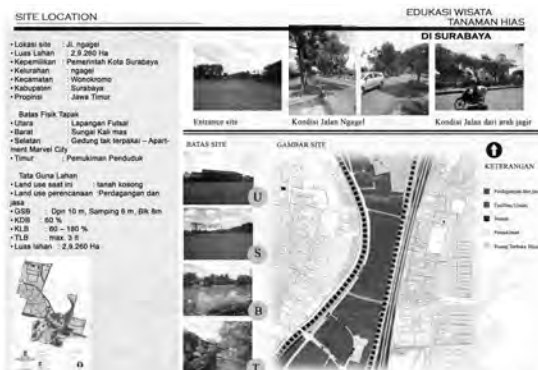 SITE LOCATION
EDUKASI WISATA
TANAMAN HIAS
DI SURABAYA
• Lokasi site : Jl. ngagel
• Luas Lahan : 2,9.260 Ha
• Kepemilikan : Pemerintah Kota Surabaya
• Kelurahan : ngagel
• Kecamatan : Wonokromo
• Kabupaten : Surabaya
• Propinsi : Jawa Timur
Batas Fisik Tapak
• Utara : Lapangan Futsal
• Barat : Sungai Kali mas
• Selatan : Gedung tak terpakai – Apart-
ment Marvel City
• Timur : Pemukiman Penduduk
Tata Guna Lahan
• Land use saat ini : tanah kosong
• Land use perencanaan : Perdagangan dan
jasa
• GSB : Dpn 10 m, Samping 6 m, Blk 8m
• KDB : 60 %
• KLB : 60 – 180 %
• TLB : max. 3 lt
• Luas lahan : 2,9.260 Ha
Entrance site
Kondisi Jalan Ngagel
Kondisi Jalan dari arah jagir
BATAS SITE
GAMBAR SITE
U
S
B
T
KETERANGAN
Perdagangan dan jasa
Fasilitas Umum